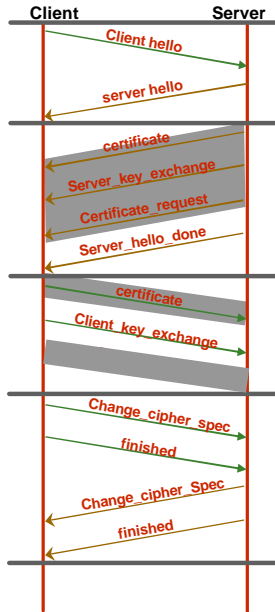 Client Server
Client hello
server hello
certificate
Server_key_exchange
Certificate_request
Server_hello_done
certificate
Client_key_exchange
Change_cipher_spec
finished
Change_cipher_Spec
finished